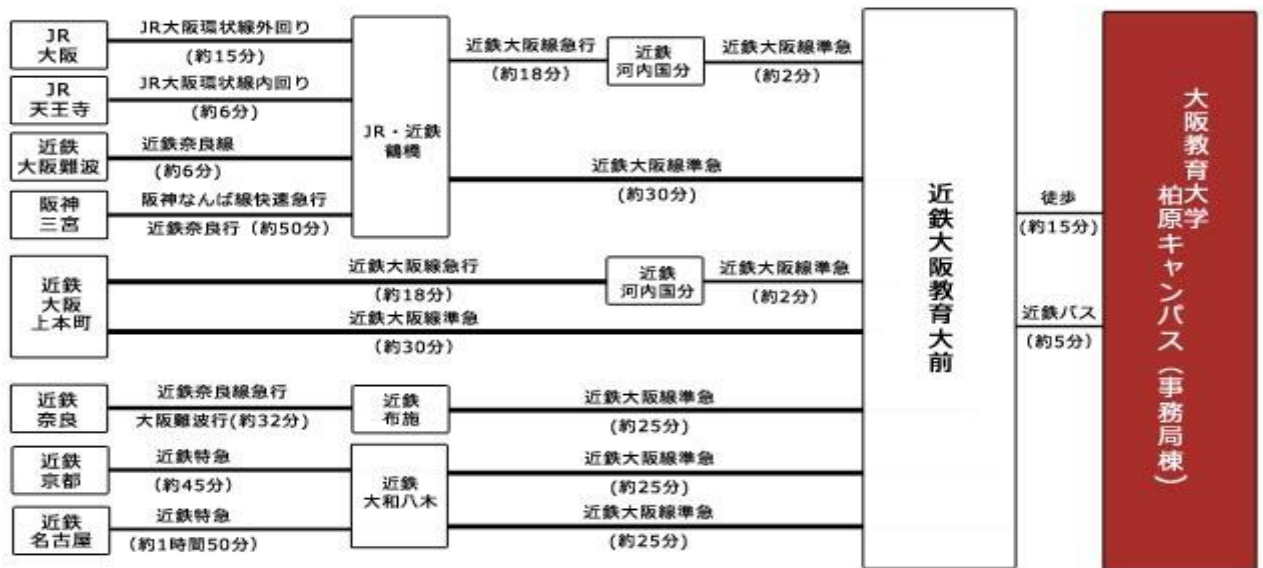 JR
大阪
JR大阪環状線外回り
(約15分)
JR
天王寺
JR大阪環状線内回り
(約6分)
近鉄
大阪難波
近鉄奈良線
(約6分)
阪神
三宮
阪神なんば線快速急行
近鉄奈良行（約50分）
JR・近鉄
鶴橋
近鉄大阪線急行
（約18分）
近鉄
河内国分
近鉄大阪線準急
（約2分）
近鉄大阪線準急
(約30分)
近鉄
大阪
上本町
近鉄大阪線急行
(約18分)
近鉄
河内国分
近鉄大阪線準急
（約2分）
近鉄大阪線準急
(約30分)
近鉄
奈良
近鉄奈良線急行
大阪難波行(約32分)
近鉄
布施
近鉄大阪線準急
(約25分)
近鉄
京都
近鉄特急
(約45分)
近鉄
大和八木
近鉄大阪線準急
(約25分)
近鉄
名古屋
近鉄特急
(約1時間50分)
近鉄大阪線準急
(約25分)
近鉄大阪教育大前
徒歩
(約15分)
近鉄バス
(約5分)
大阪教育大学
柏原キャンパス（事務局棟）